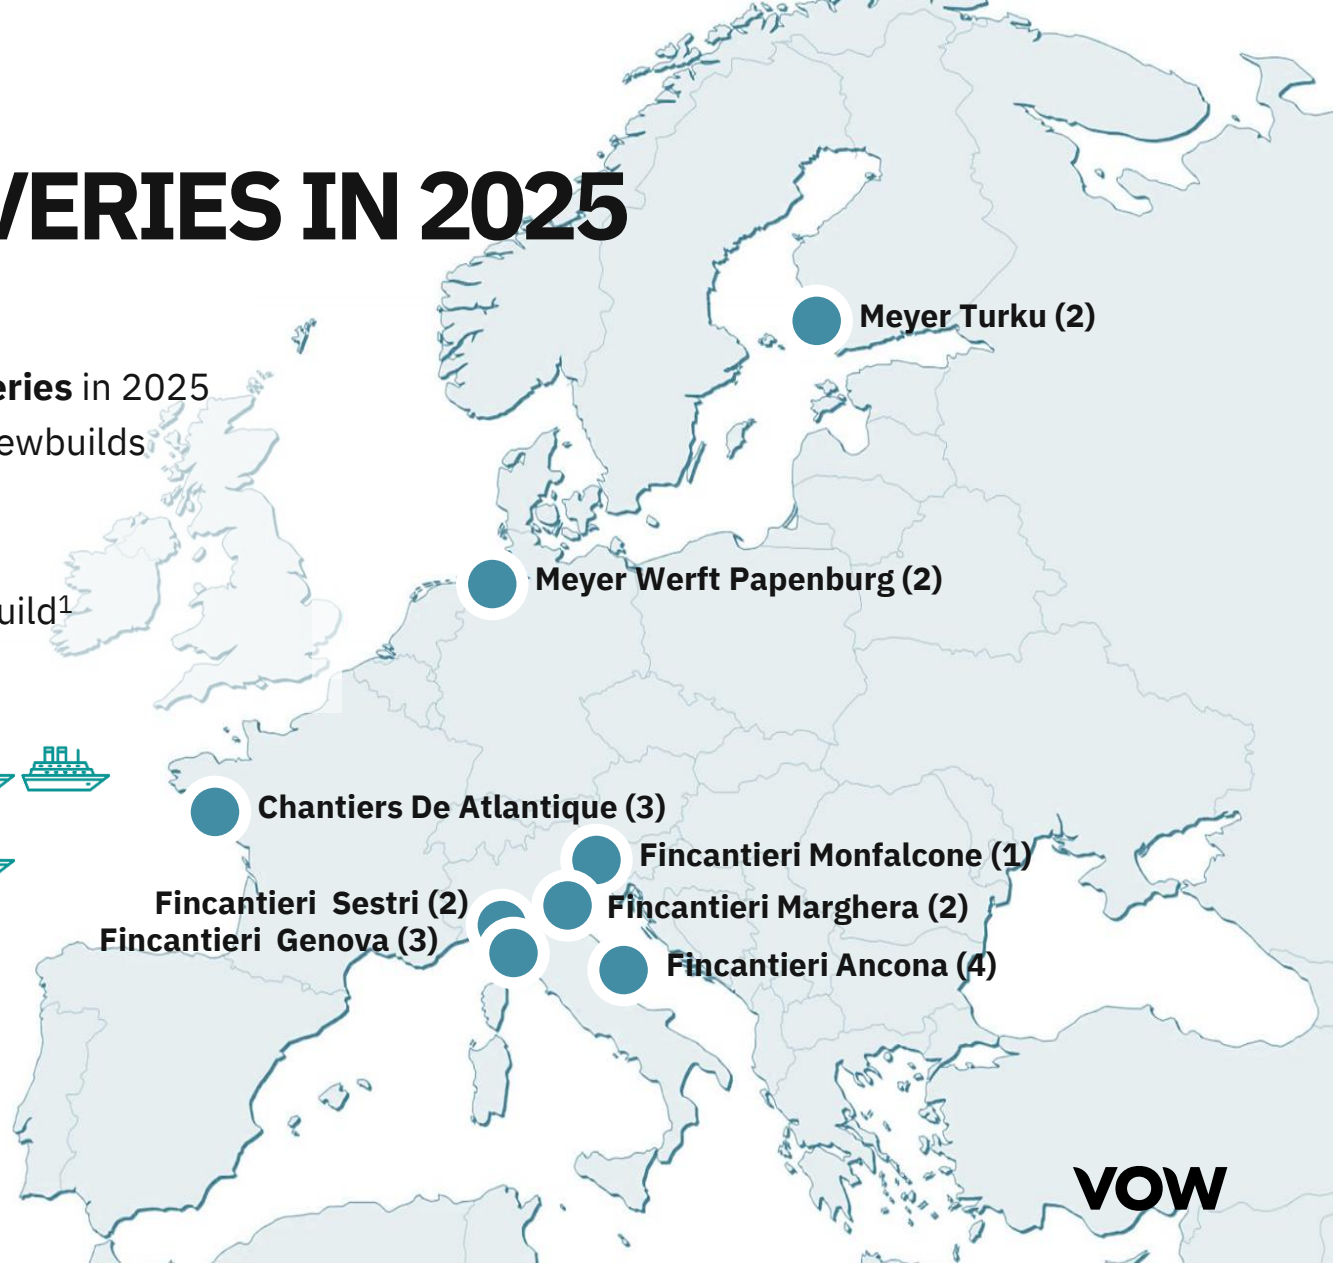 VERIES IN 2025
eries in 2025
ewbuilds
uild¹
Meyer Turku (2)
Meyer Werft Papenburg (2)
Chantiers De Atlantique (3)
Fincantieri Monfalcone (1)
Fincantieri Sestri (2)
Fincantieri Marghera (2)
Fincantieri Genova (3)
Fincantieri Ancona (4)
VOW